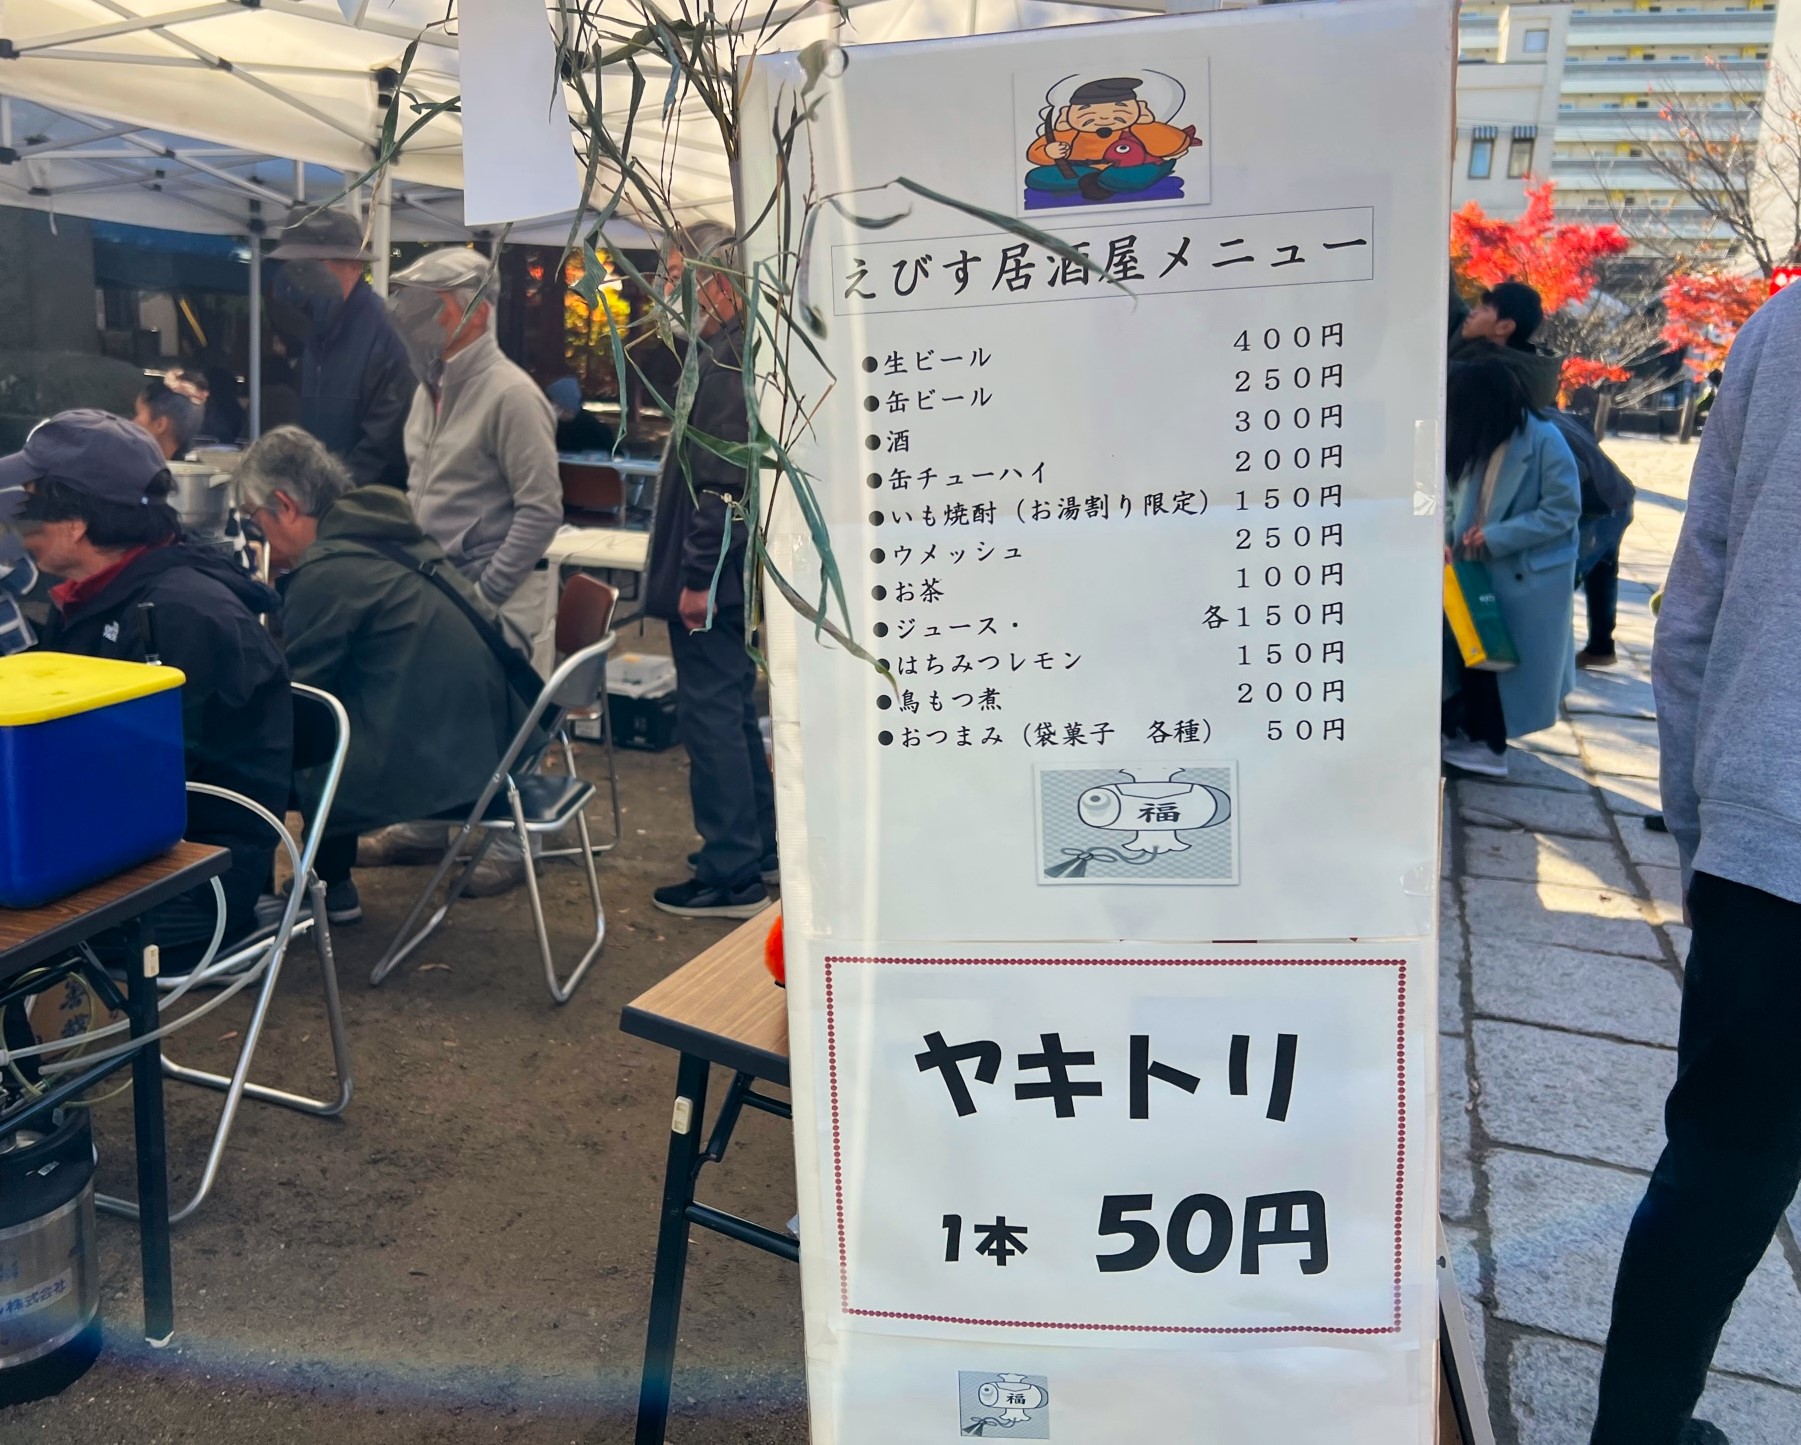 えびす居酒屋メニュー
●生ビール 400円
●缶ビール 250円
●酒 300円
●缶チューハイ 200円
●いも焼酎（お湯割り限定） 150円
●ウメッシュ 250円
●お茶 100円
●ジュース・ 各150円
●はちみつレモン 150円
●鳥もつ煮 200円
●おつまみ（袋菓子 各種） 50円
福
ヤキトリ
1本 50円
福
株式会社